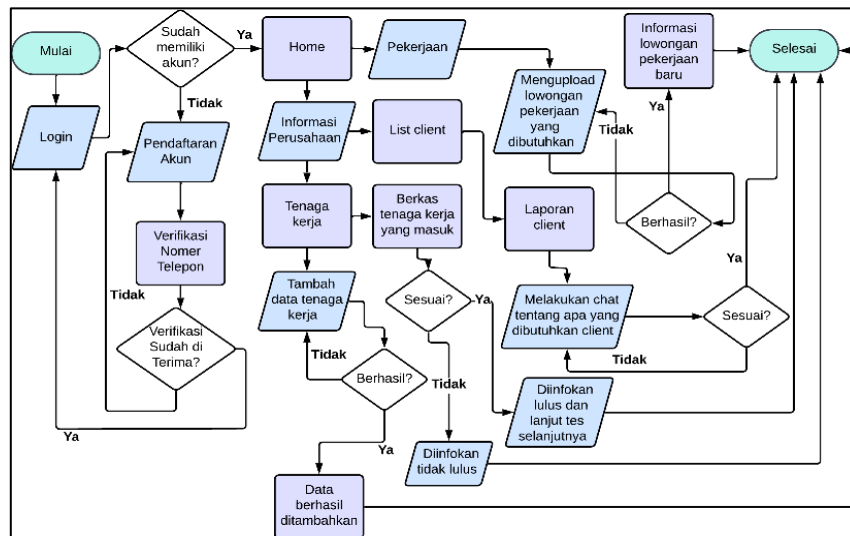 Mulai
Login
Sudah
memiliki
akun?
Ya
Tidak
Pendaftaran
Akun
Verifikasi
Nomer
Telepon
Tidak
Verifikasi
Sudah di
Terima?
Ya
Home
Pekerjaan
Informasi
Perusahaan
List client
Tenaga
kerja
Berkas
tenaga kerja
yang masuk
Tambah
data tenaga
kerja
Tidak
Berhasil?
Ya
Data
berhasil
ditambahkan
Sesuai?
Ya
Tidak
Diinfokan
tidak lulus
Diinfokan
lulus dan
lanjut tes
selanjutnya
Mengupload
lowongan
pekerjaan
yang
dibutuhkan
Tidak
Berhasil?
Ya
Informasi
lowongan
pekerjaan
baru
Laporan
client
Melakukan chat
tentang apa yang
dibutuhkan client
Sesuai?
Tidak
Ya
Selesai